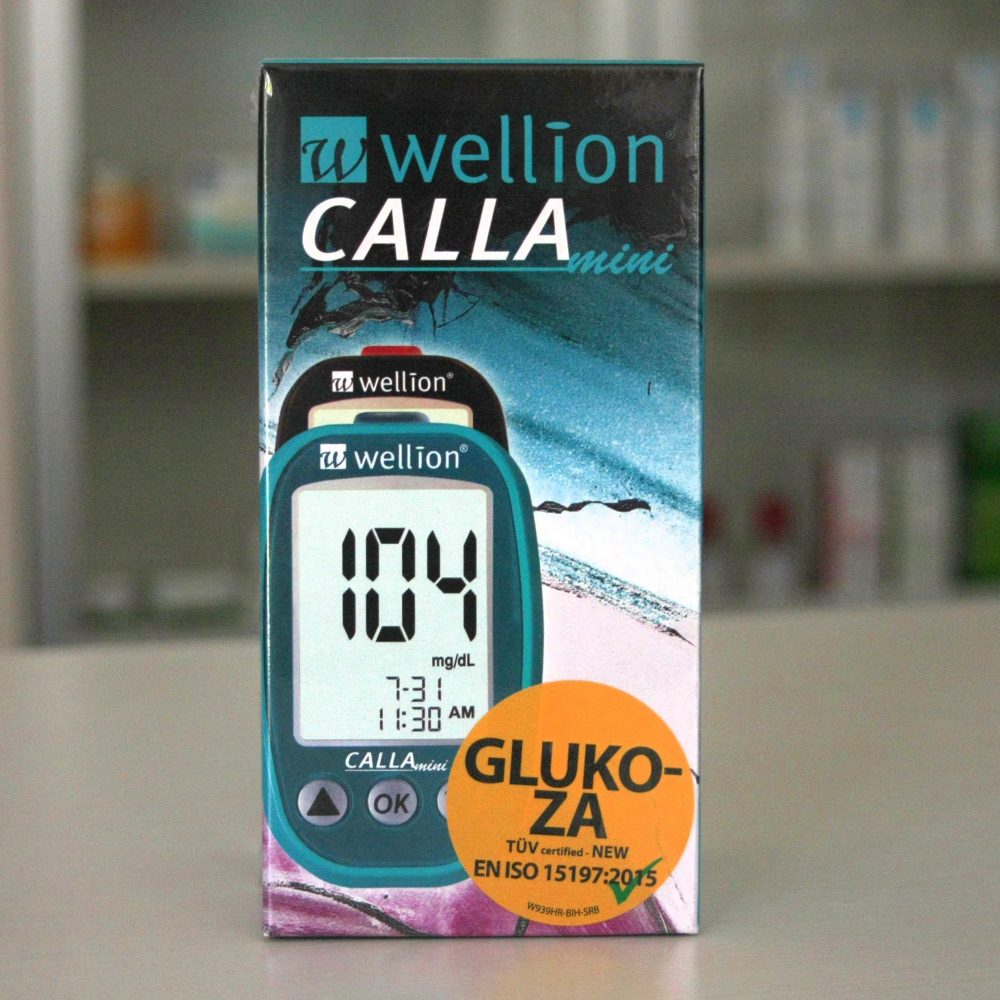 w wellion®
CALLA mini
w wellion®
w wellion®
104
mg/dL
7-31
11:30 AM
CALLA mini
OK
GLUKO-
ZA
TÜV certified - NEW
EN ISO 15197:2015
W939HR-BIH-SRB